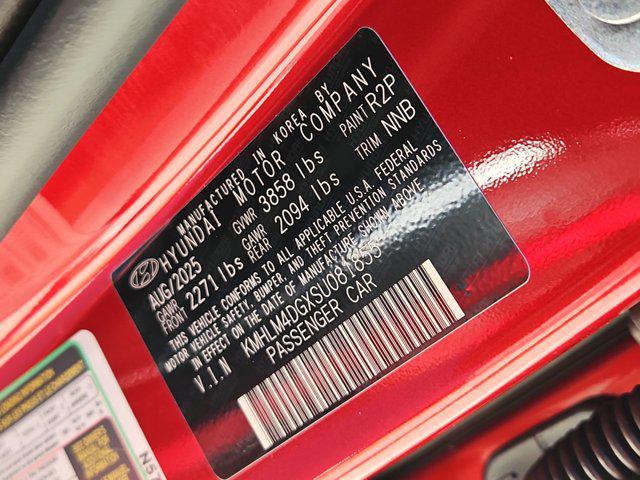 MANUFACTURED IN KOREA BY
HYUNDAI MOTOR COMPANY
AUG/2025 GVWR 3858 lbs PAINT R2P
GAWR FRONT 2271 lbs GAWR REAR 2094 lbs TRIM NNB
THIS VEHICLE CONFORMS TO ALL APPLICABLE U.S.A. FEDERAL
MOTOR VEHICLE SAFETY, BUMPER, AND THEFT PREVENTION STANDARDS
IN EFFECT ON THE DATE OF MANUFACTURE SHOWN ABOVE
V.I.N KMHLM4DGXSU081855
PASSENGER CAR
N57